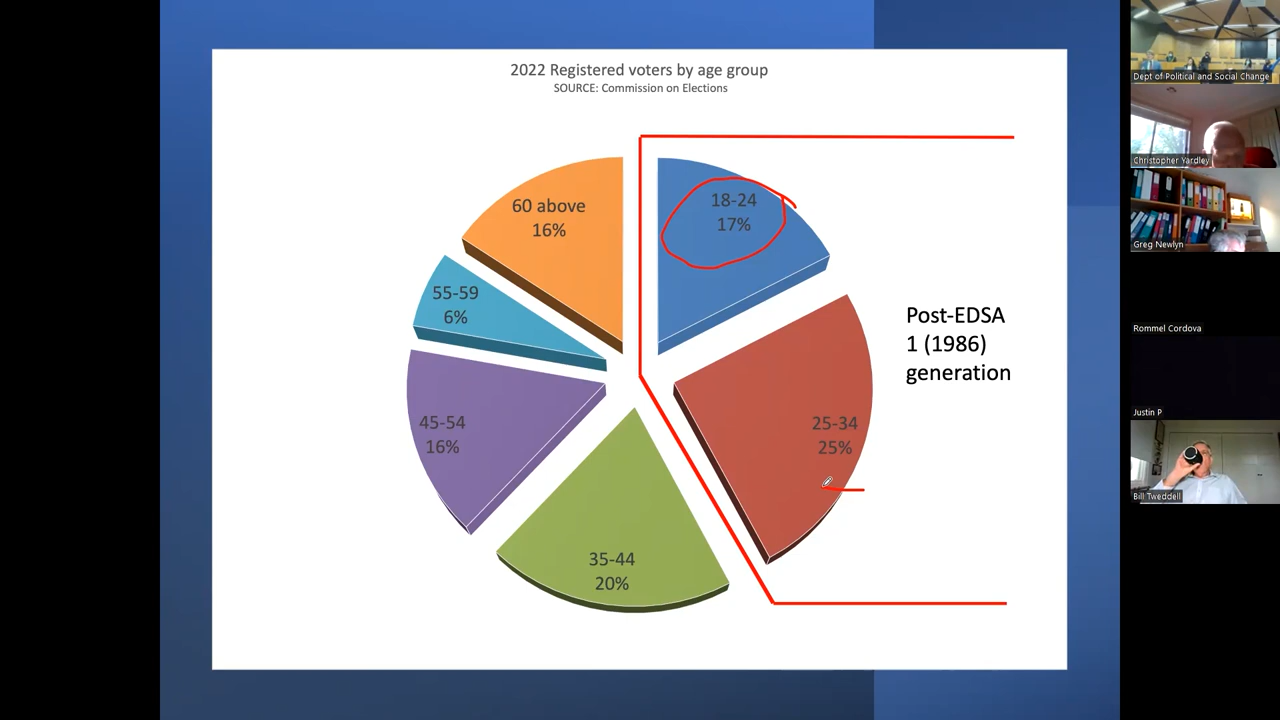 2022 Registered voters by age group
SOURCE: Commission on Elections
60 above
16%
18-24
17%
55-59
6%
Post-EDSA
1 (1986)
generation
45-54
16%
25-34
25%
35-44
20%
Dept of Political and Social Change
Christopher Yardley
Greg Newlyn
Rommel Cordova
Justin P
Bill Tweddell